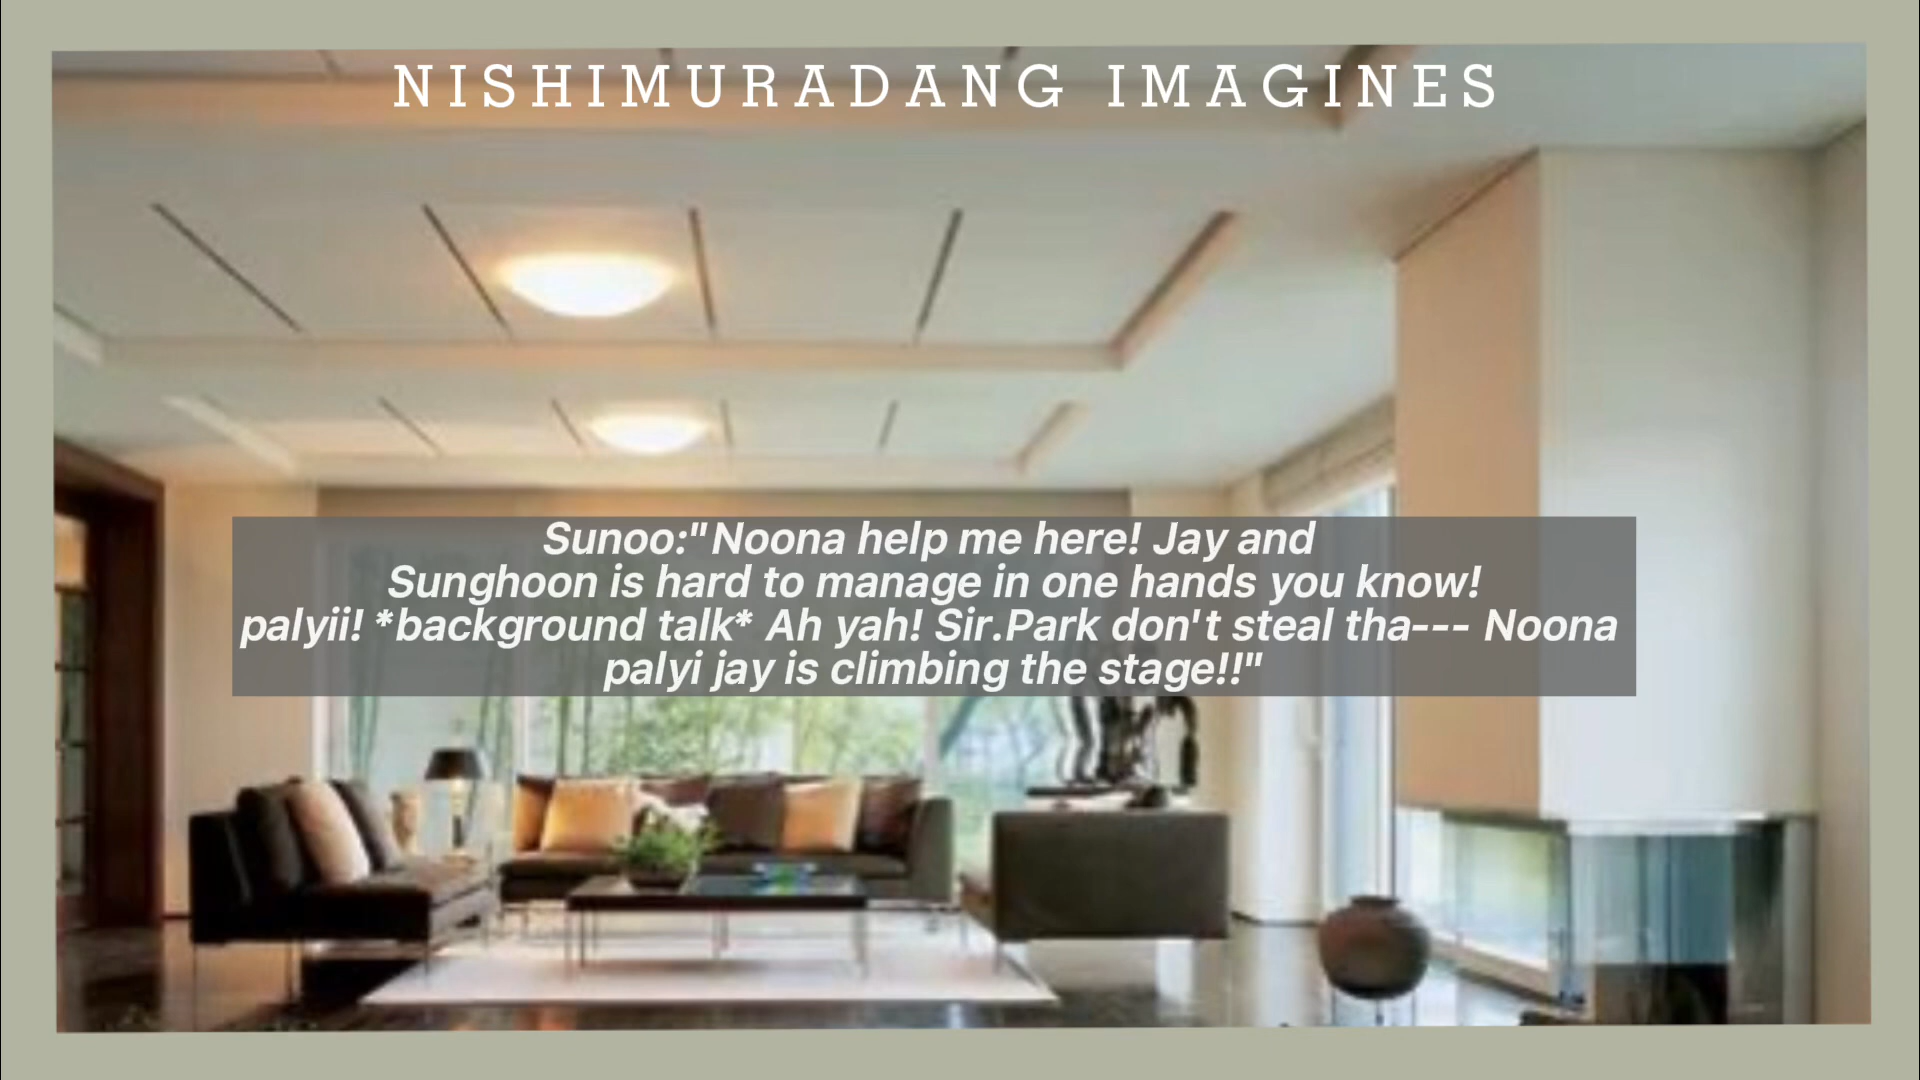 NISHIMURADANG IMAGINES
Sunoo:"Noona help me here! Jay and
Sunghoon is hard to manage in one hands you know!
palyii! *background talk* Ah yah! Sir.Park don't steal tha--- Noona
palyi jay is climbing the stage!!"